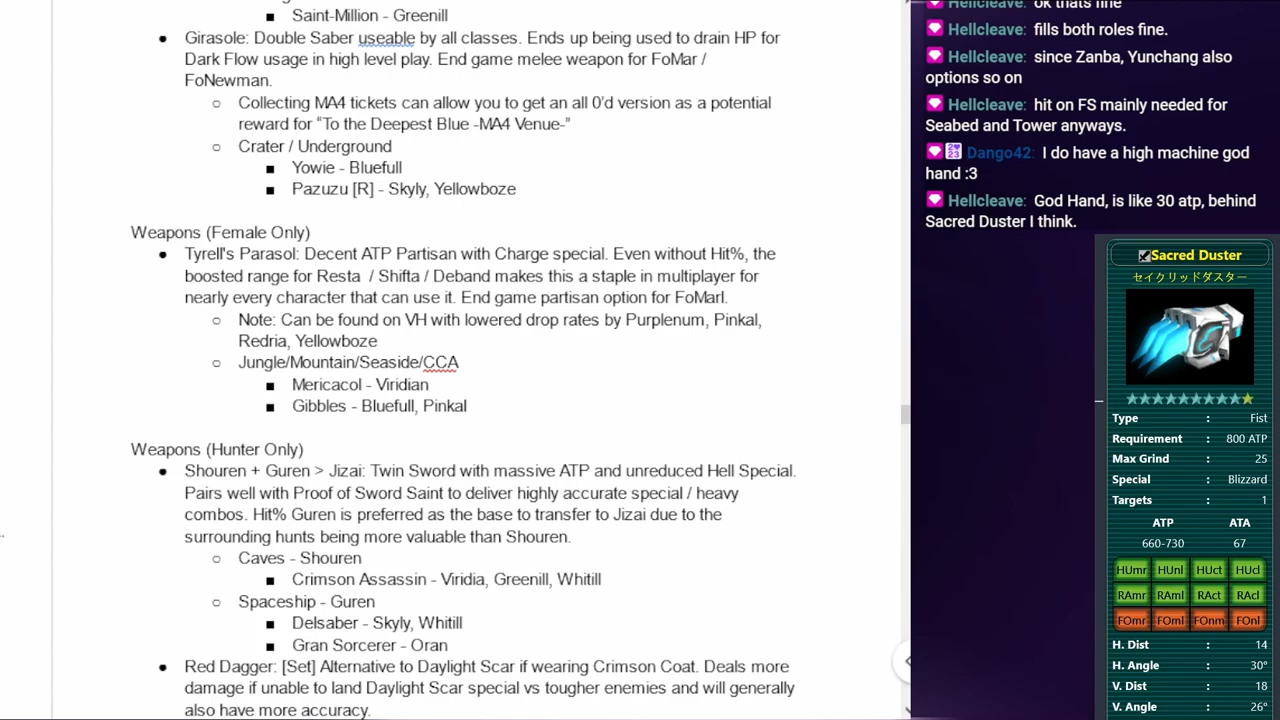 Saint-Million - Greenill
Girasole: Double Saber useable by all classes. Ends up being used to drain HP for
Dark Flow usage in high level play. End game melee weapon for FoMar /
FoNewman.
Collecting MA4 tickets can allow you to get an all 0'd version as a potential
reward for “To the Deepest Blue -MA4 Venue-”
Crater / Underground
Yowie - Bluefull
Pazuzu [R] - Skyly, Yellowboze
Weapons (Female Only)
Tyrell's Parasol: Decent ATP Partisan with Charge special. Even without Hit%, the
boosted range for Resta / Shifta / Deband makes this a staple in multiplayer for
nearly every character that can use it. End game partisan option for FoMarl.
Note: Can be found on VH with lowered drop rates by Purplenum, Pinkal,
Redria, Yellowboze
Jungle/Mountain/Seaside/CCA
Mericacol - Viridian
Gibbles - Bluefull, Pinkal
Weapons (Hunter Only)
Shouren + Guren > Jizai: Twin Sword with massive ATP and unreduced Hell Special.
Pairs well with Proof of Sword Saint to deliver highly accurate special / heavy
combos. Hit% Guren is preferred as the base to transfer to Jizai due to the
surrounding hunts being more valuable than Shouren.
Caves - Shouren
Crimson Assassin - Viridia, Greenill, Whitill
Spaceship - Guren
Delsaber - Skyly, Whitill
Gran Sorcerer - Oran
Red Dagger: [Set] Alternative to Daylight Scar if wearing Crimson Coat. Deals more
damage if unable to land Daylight Scar special vs tougher enemies and will generally
also have more accuracy.
Hellcleave: ok thats fine
Hellcleave: fills both roles fine.
Hellcleave: since Zanba, Yunchang also
options so on
Hellcleave: hit on FS mainly needed for
Seabed and Tower anyways.
Dango42: I do have a high machine god
hand :3
Hellcleave: God Hand, is like 30 atp, behind
Sacred Duster I think.
Sacred Duster
セイクリッドダスター
Type : Fist
Requirement : 800 ATP
Max Grind : 25
Special : Blizzard
Targets : 1
ATP ATA
660-730 67
HUmr HUnl HUct HUcl
RAmr RAml RAct RAcl
FOmr FOml FOnm FOnl
H. Dist : 14
H. Angle : 30°
V. Dist : 18
V. Angle : 26°